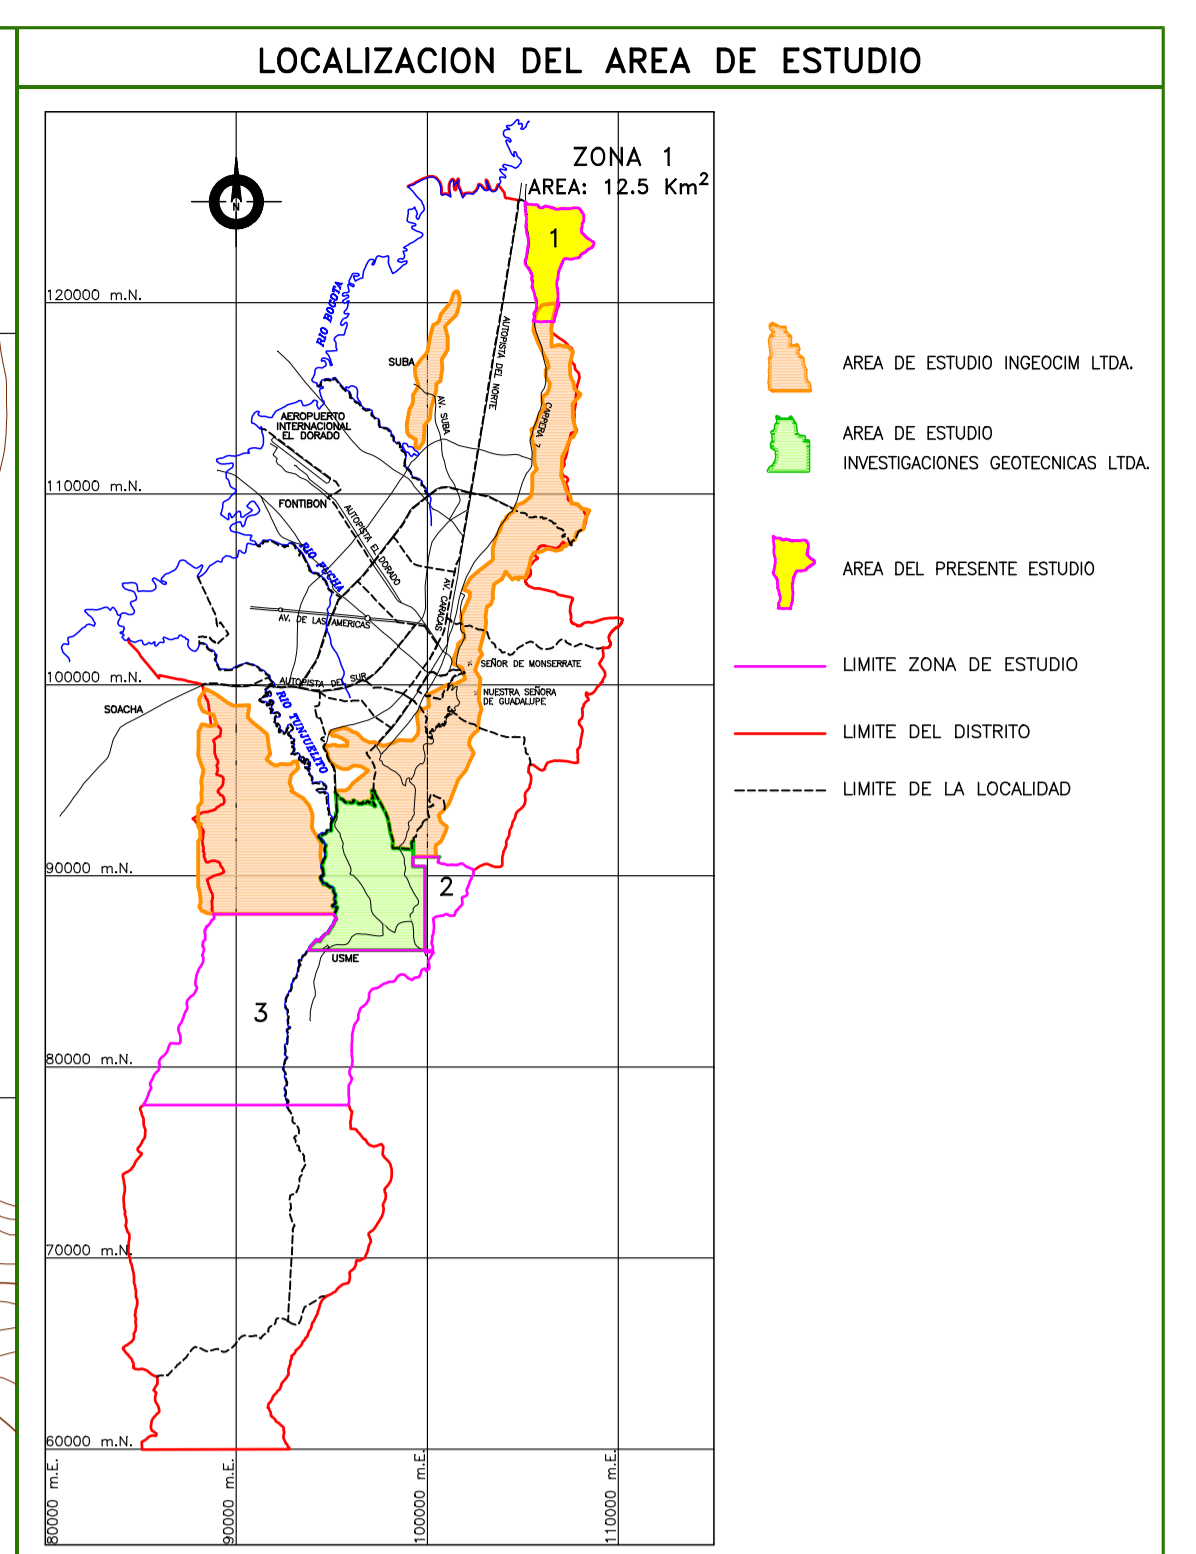 LOCALIZACION DEL AREA DE ESTUDIO
ZONA 1
AREA: 12.5 Km²
N
1
120000 m.N.
RIO BOGOTA
AUTOPISTA DEL NORTE
SUBA
AV. SUBA
CARRERA 7
AEROPUERTO
INTERNACIONAL
EL DORADO
110000 m.N.
FONTIBON
AUTOPISTA EL DORADO
RIO FUCHA
AV. CARACAS
AV. DE LAS AMERICAS
SEÑOR DE MONSERRATE
100000 m.N.
AUTOPISTA DEL SUR
NUESTRA SEÑORA
DE GUADALUPE
SOACHA
RIO TUNJUELITO
90000 m.N.
2
USME
3
80000 m.N.
70000 m.N.
60000 m.N.
80000 m.E.
90000 m.E.
100000 m.E.
110000 m.E.
AREA DE ESTUDIO INGEOCIM LTDA.
AREA DE ESTUDIO
INVESTIGACIONES GEOTECNICAS LTDA.
AREA DEL PRESENTE ESTUDIO
LIMITE ZONA DE ESTUDIO
LIMITE DEL DISTRITO
LIMITE DE LA LOCALIDAD